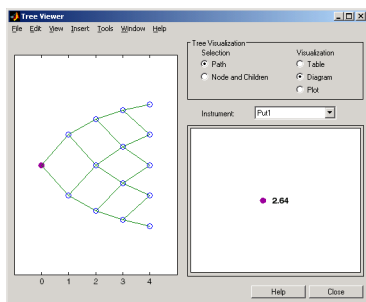 Tree Viewer
File Edit View Insert Tools Window Help
Tree Visualization
Selection
Visualization
Path
Table
Node and Children
Diagram
Plot
Instrument:
Put1
2.64
0 1 2 3 4
Help
Close